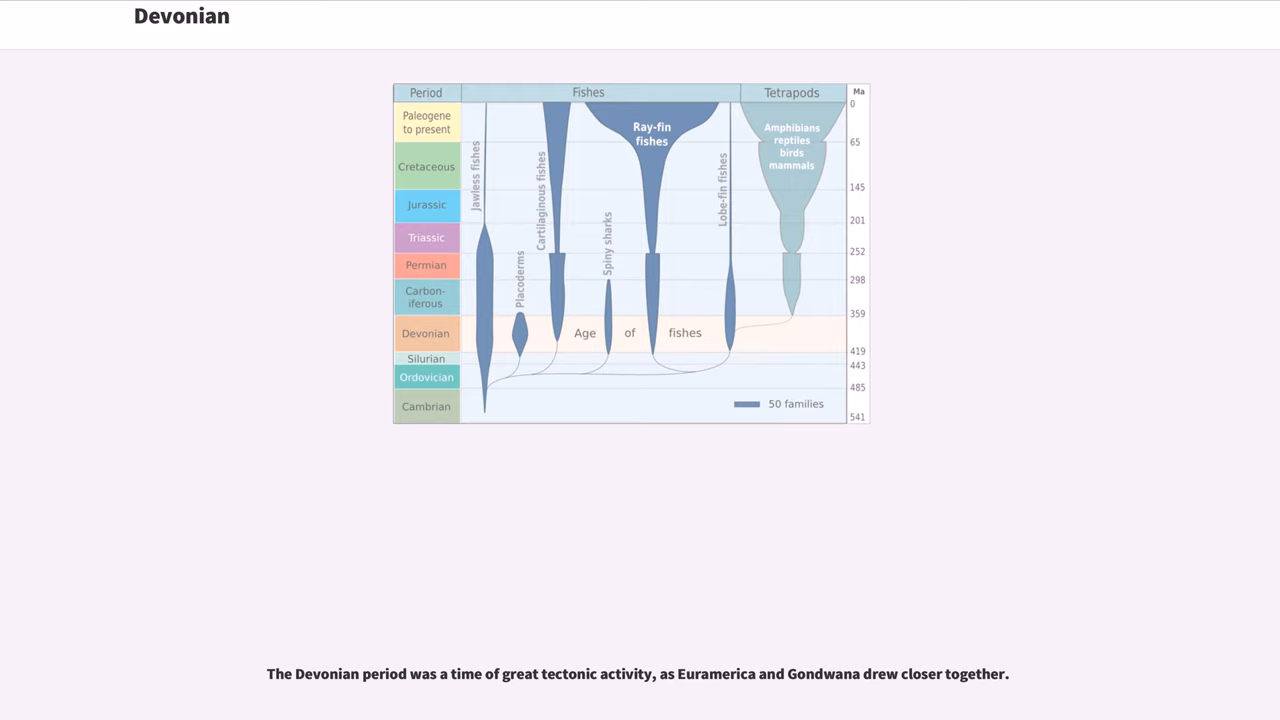 Devonian
Period
Fishes
Tetrapods
Ma
Paleogene
to present
Cretaceous
Jurassic
Triassic
Permian
Carbon-
iferous
Devonian
Silurian
Ordovician
Cambrian
Jawless fishes
Placoderms
Cartilaginous fishes
Spiny sharks
Ray-fin
fishes
Lobe-fin fishes
Amphibians
reptiles
birds
mammals
Age of fishes
50 families
0
65
145
201
252
298
359
419
443
485
541
The Devonian period was a time of great tectonic activity, as Euramerica and Gondwana drew closer together.